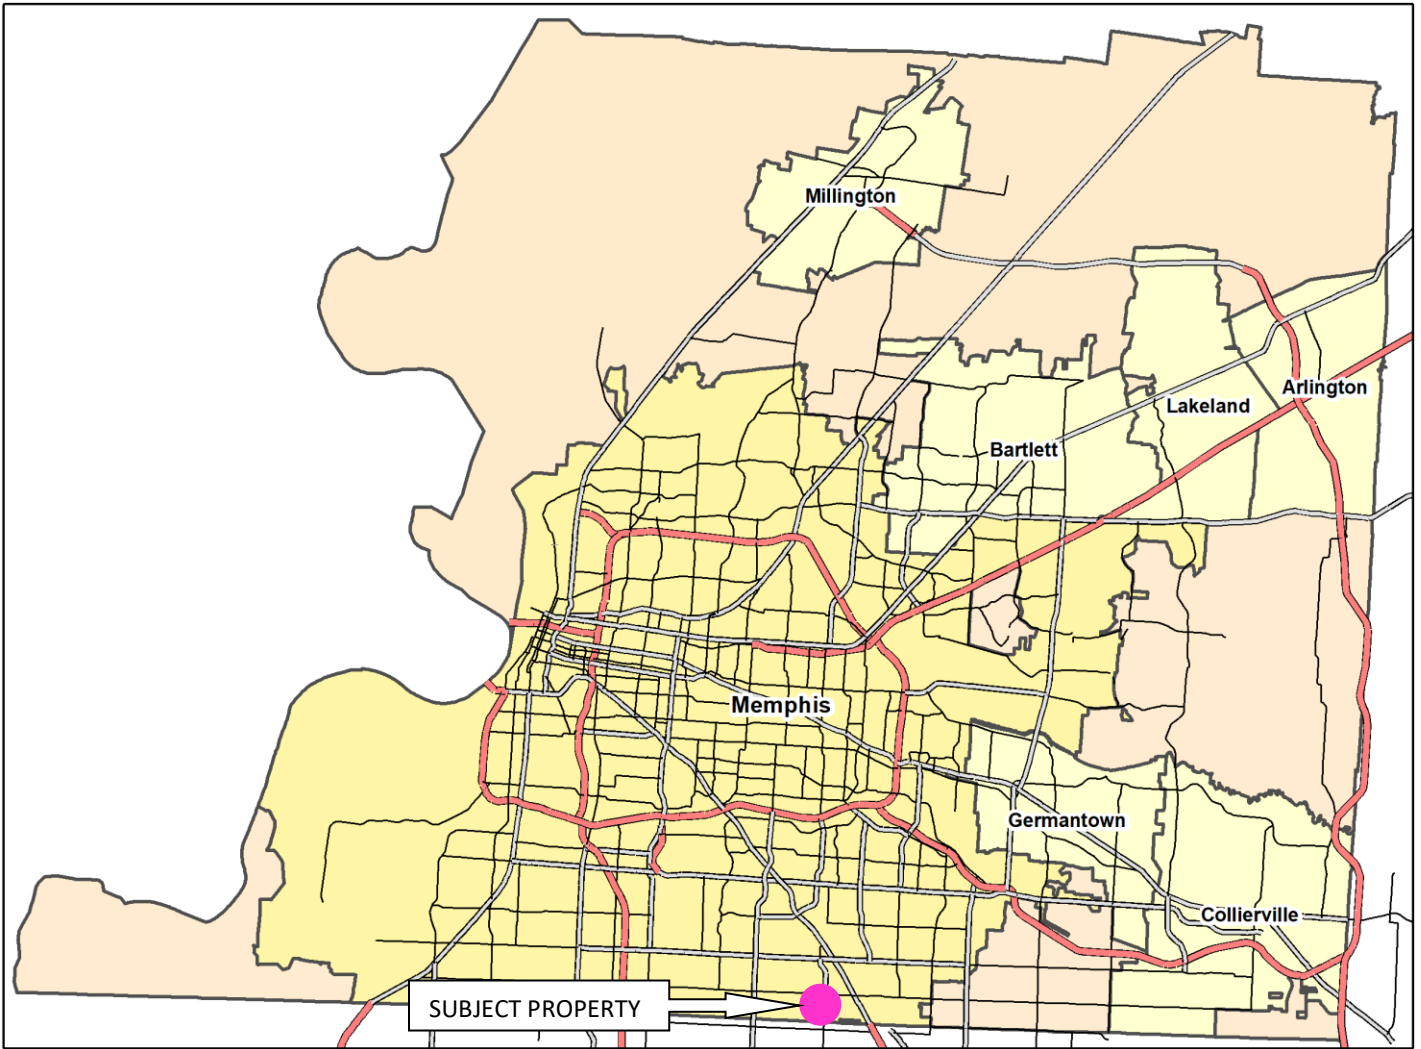 Millington
Arlington
Lakeland
Bartlett
Memphis
Germantown
Collierville
SUBJECT PROPERTY